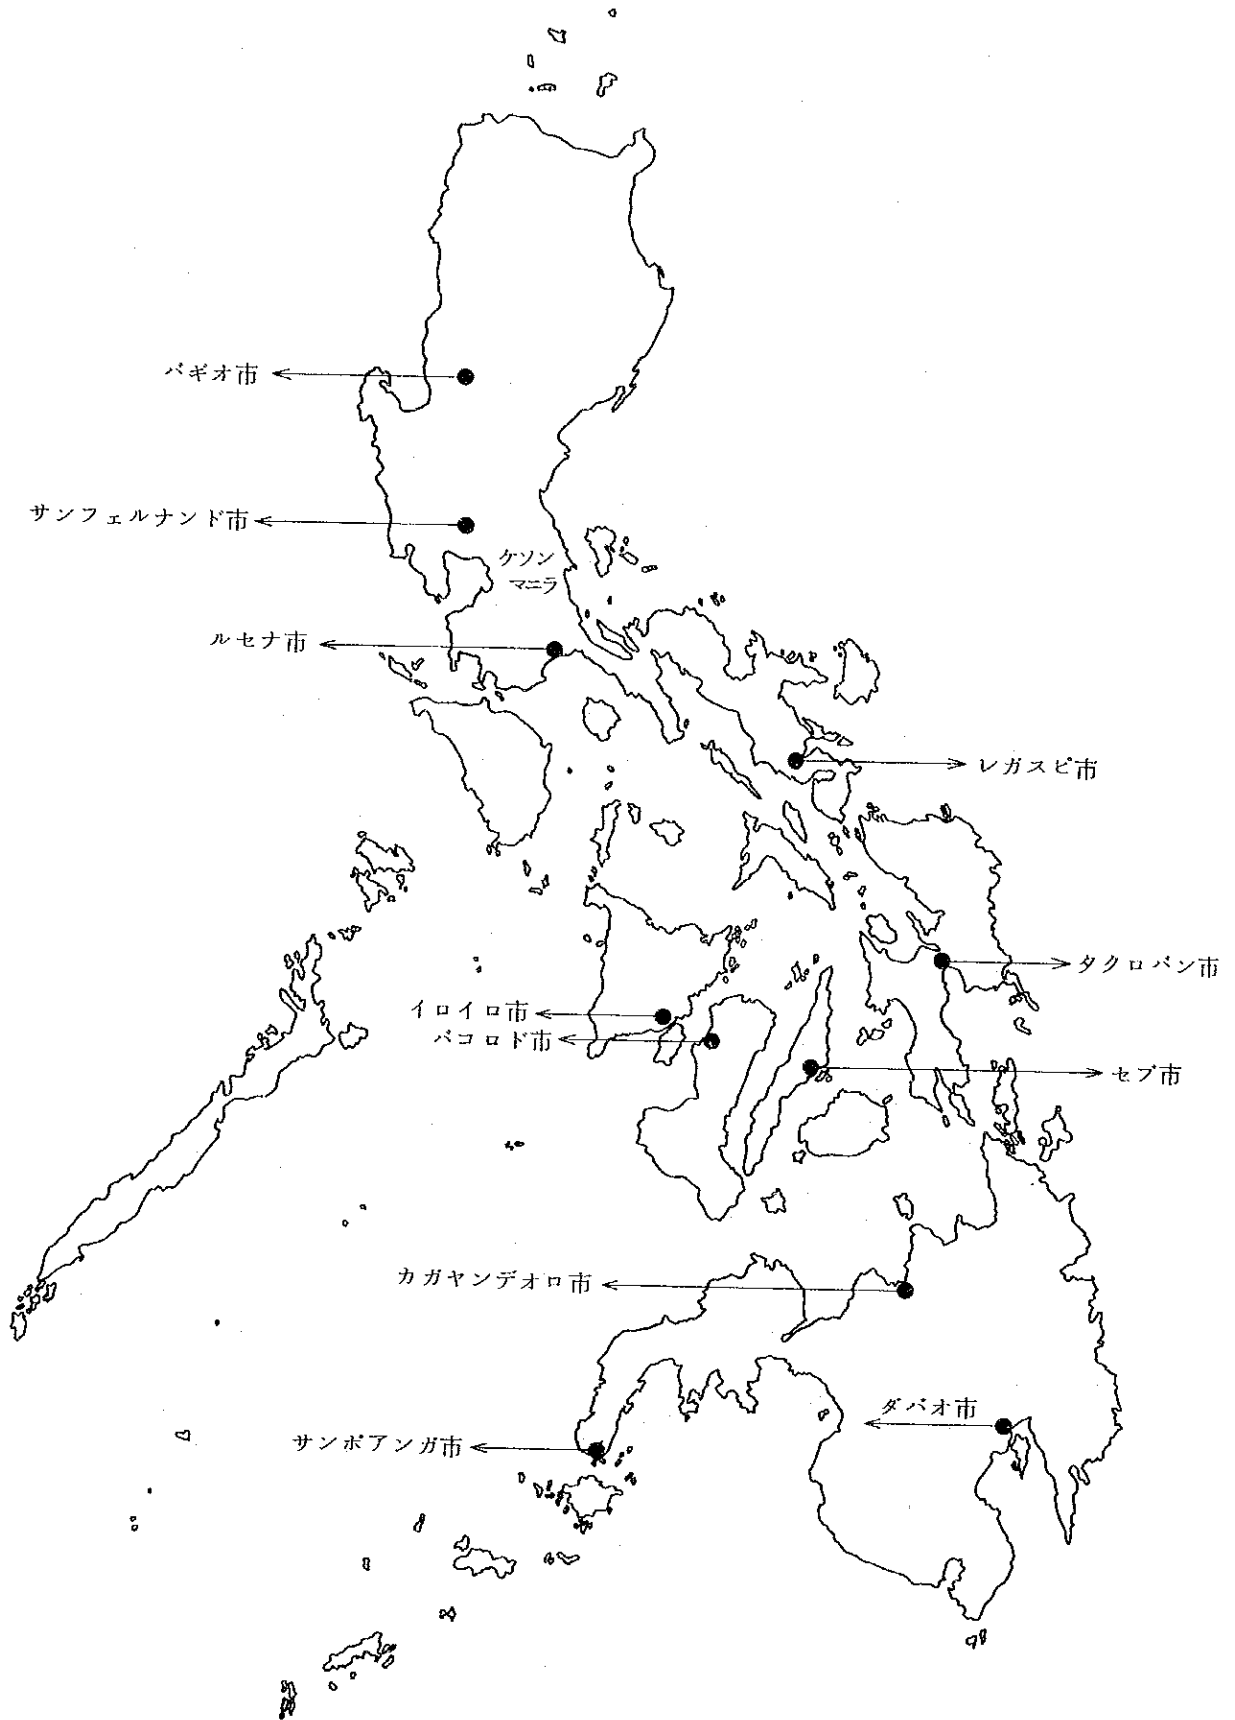 バギオ市
サンフェルナンド市
ケソン
マニラ
ルセナ市
レガスピ市
タクロバン市
イロイロ市
バコロド市
セブ市
カガヤンデオロ市
ダバオ市
サンボアンガ市